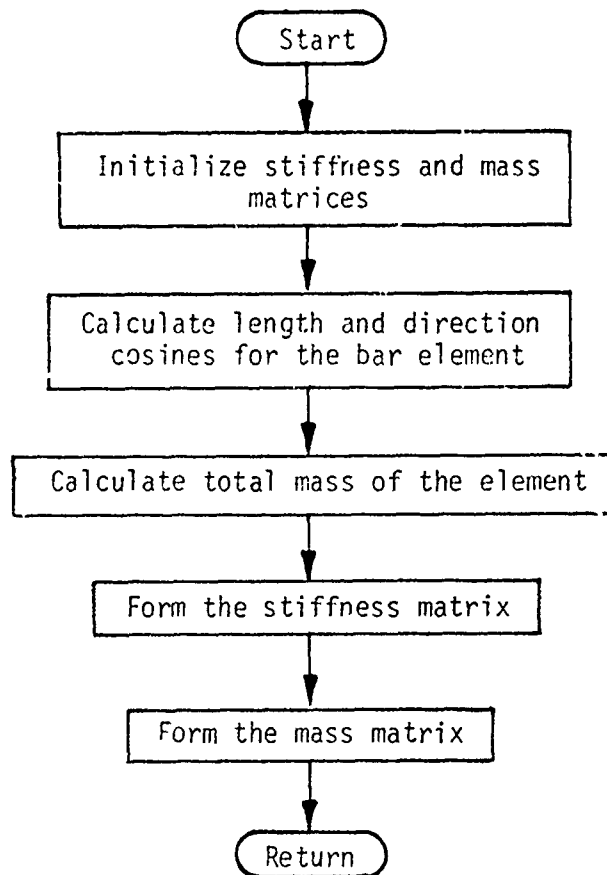 Start
Initialize stiffness and mass
matrices
Calculate length and direction
cosines for the bar element
Calculate total mass of the element
Form the stiffness matrix
Form the mass matrix
Return